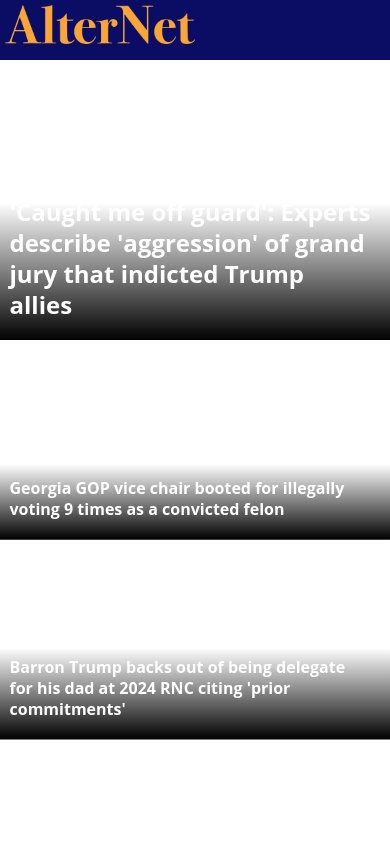 AlterNet
'Caught me off guard': Experts
describe 'aggression' of grand
jury that indicted Trump
allies
Georgia GOP vice chair booted for illegally
voting 9 times as a convicted felon
Barron Trump backs out of being delegate
for his dad at 2024 RNC citing 'prior
commitments'